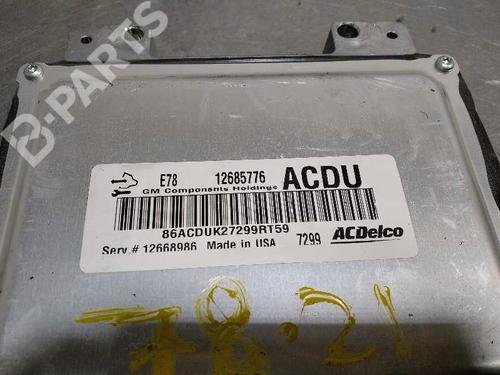 B-PARTS
E78 12685776 ACDU
GM Components Holdings
86ACDUK27299RT59
Serv.# 12668986 Made in USA 7299 ACDelco
78.21